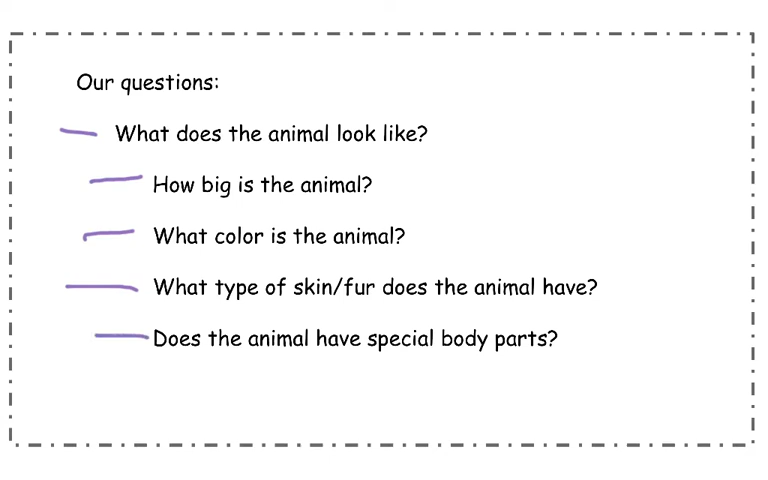 Our questions:
What does the animal look like?
How big is the animal?
What color is the animal?
What type of skin/fur does the animal have?
Does the animal have special body parts?